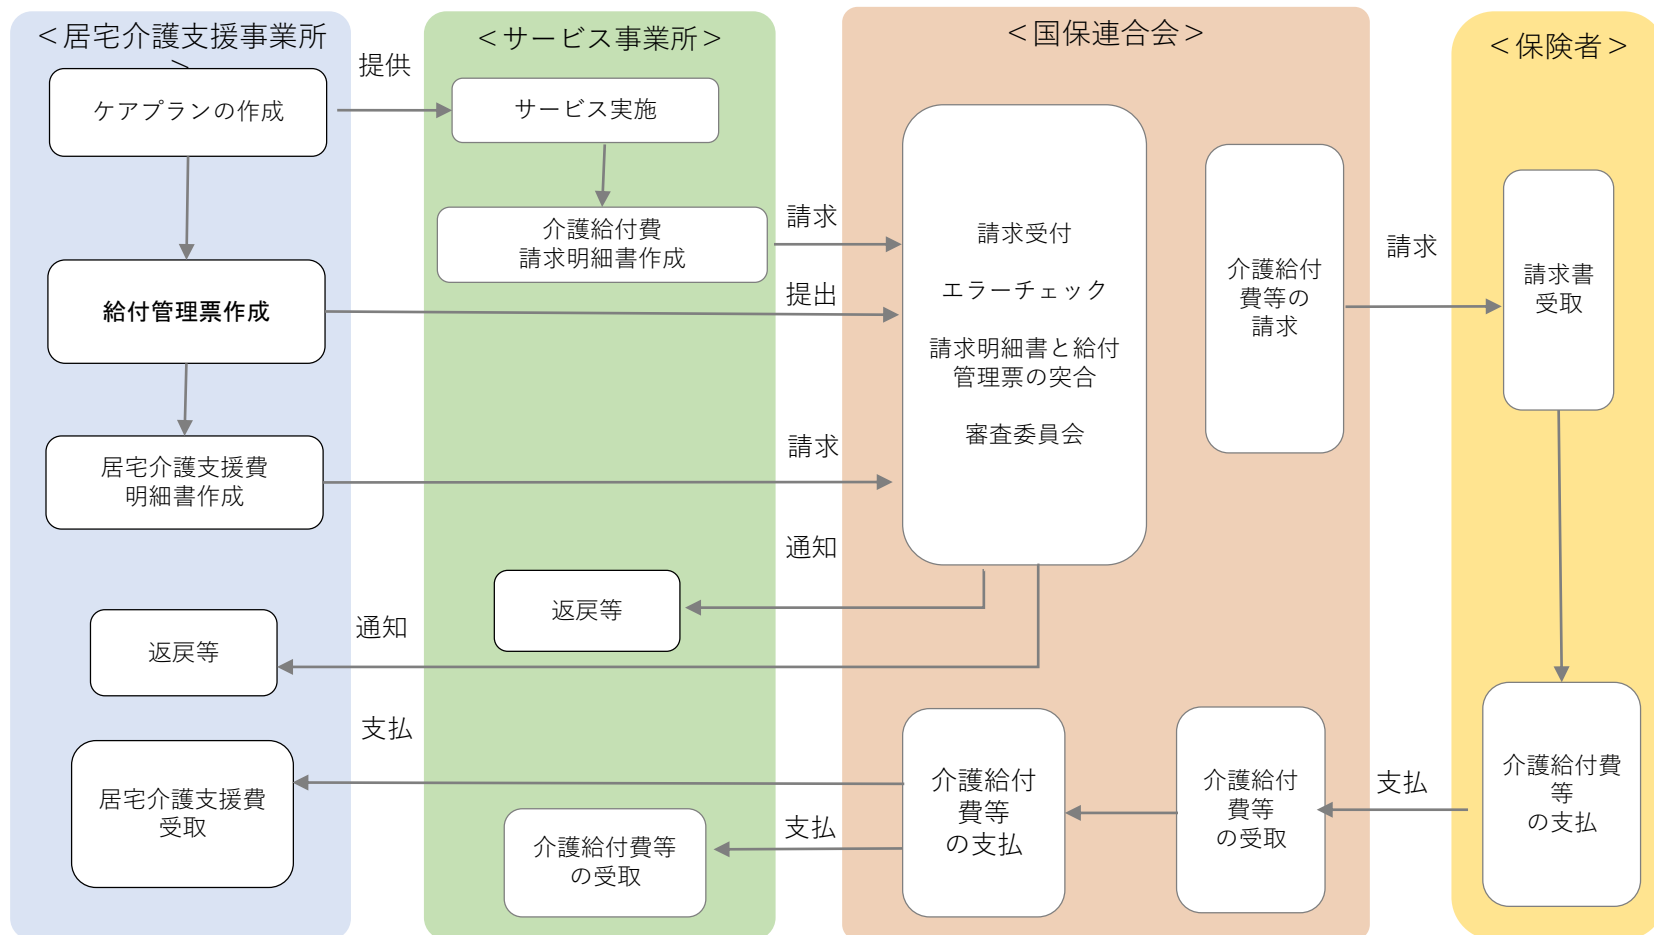 ＜居宅介護支援事業所
＞
ケアプランの作成
給付管理票作成
居宅介護支援費
明細書作成
返戻等
居宅介護支援費
受取
提供
通知
支払
＜サービス事業所＞
サービス実施
介護給付費
請求明細書作成
返戻等
介護給付費等
の受取
請求
提出
請求
通知
支払
＜国保連合会＞
請求受付
エラーチェック
請求明細書と給付
管理票の突合
審査委員会
介護給付
費等の
請求
介護給付
費等
の支払
介護給付
費等
の受取
請求
支払
＜保険者＞
請求書
受取
介護給付費
等
の支払